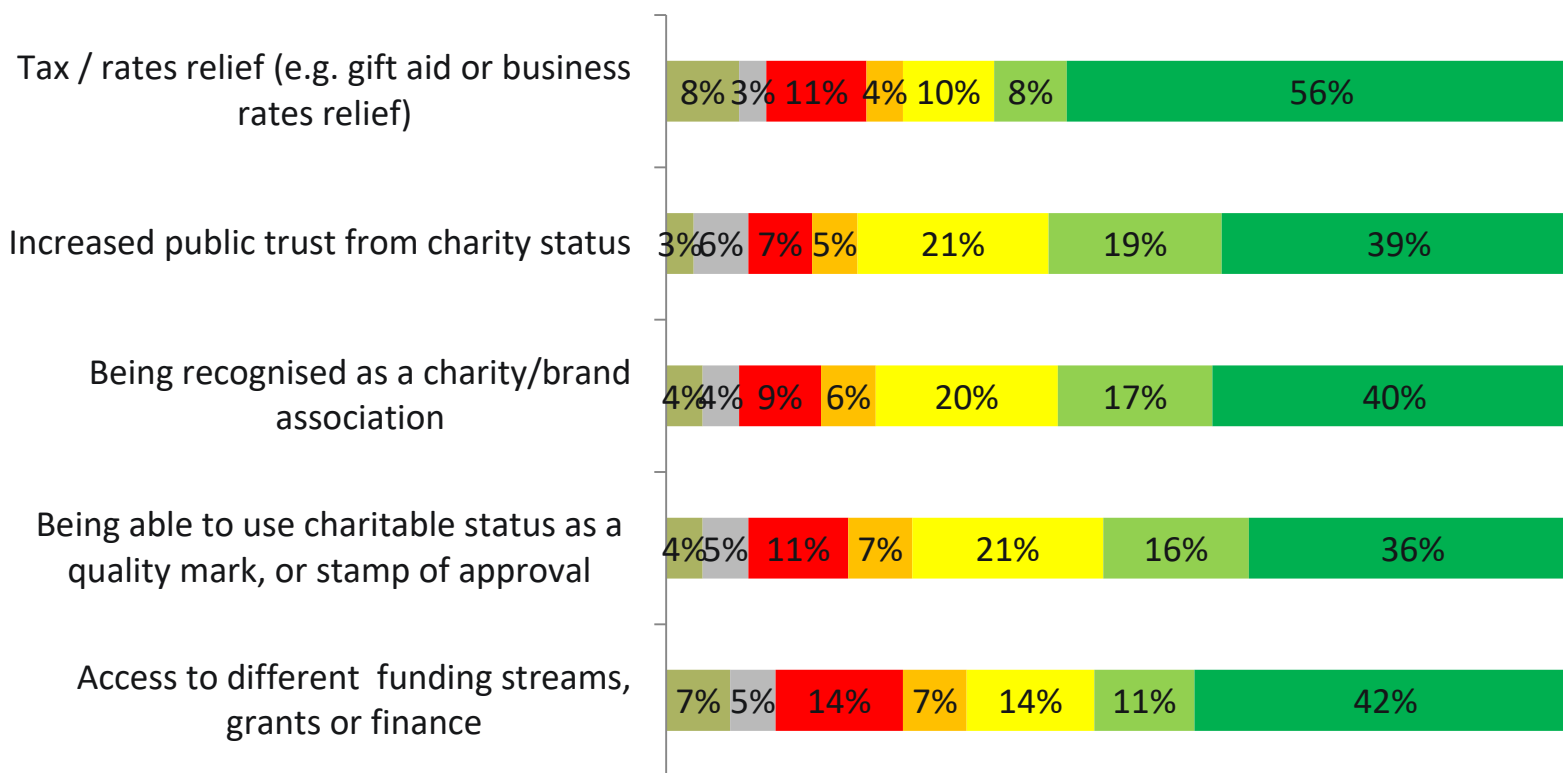 Tax / rates relief (e.g. gift aid or business
rates relief)
8% 3% 11% 4% 10% 8% 56%
Increased public trust from charity status
3% 6% 7% 5% 21% 19% 39%
Being recognised as a charity/brand
association
4% 4% 9% 6% 20% 17% 40%
Being able to use charitable status as a
quality mark, or stamp of approval
4% 5% 11% 7% 21% 16% 36%
Access to different  funding streams,
grants or finance
7% 5% 14% 7% 14% 11% 42%